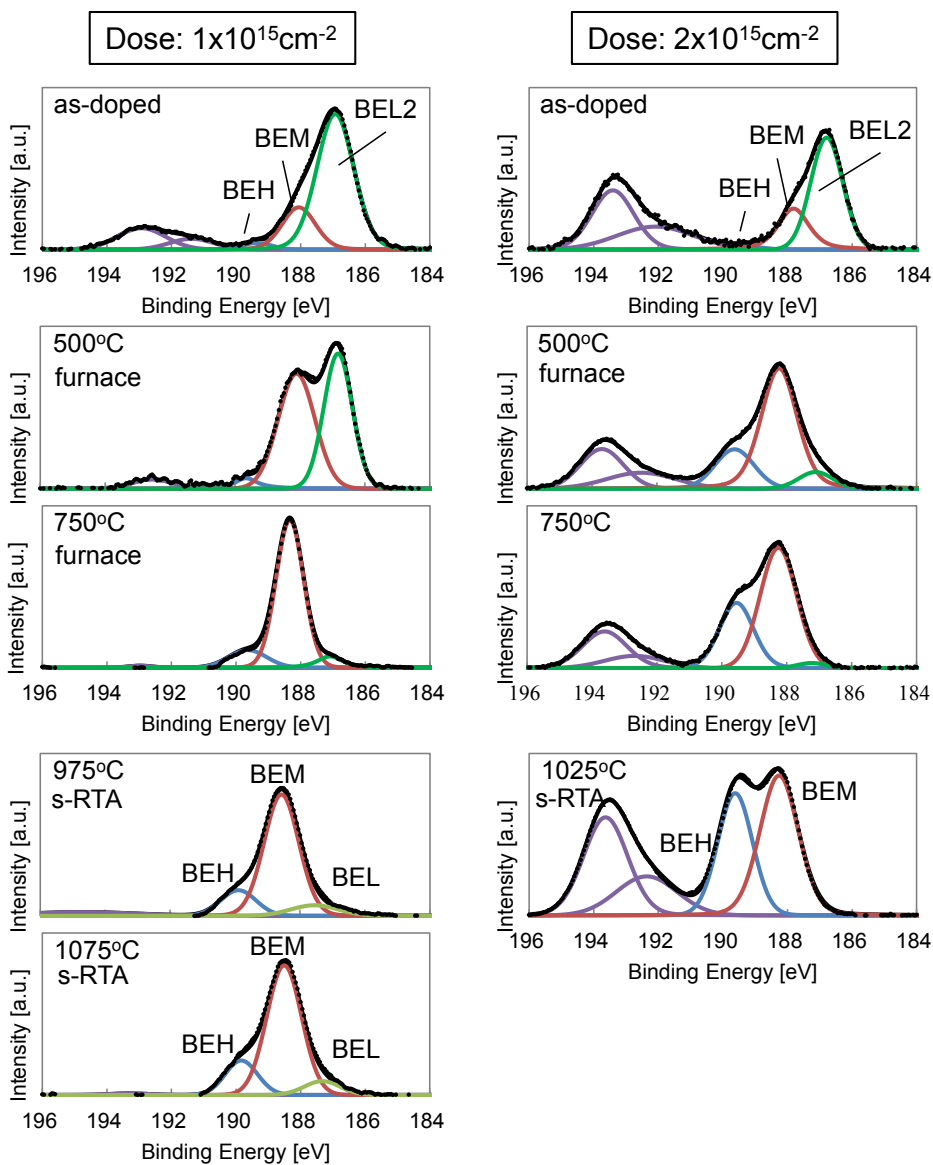 Dose: 1x10¹⁵cm⁻²
Dose: 2x10¹⁵cm⁻²
as-doped
BEM
BEL2
BEH
Intensity [a.u.]
196 194 192 190 188 186 184
Binding Energy [eV]
as-doped
BEM
BEL2
BEH
Intensity [a.u.]
196 194 192 190 188 186 184
Binding Energy [eV]
500°C
furnace
Intensity [a.u.]
500°C
furnace
Intensity [a.u.]
750°C
furnace
Intensity [a.u.]
196 194 192 190 188 186 184
Binding Energy [eV]
750°C
Intensity [a.u.]
196 194 192 190 188 186 184
Binding Energy [eV]
975°C
s-RTA
BEM
BEH
BEL
Intensity [a.u.]
1025°C
s-RTA
BEM
BEH
Intensity [a.u.]
196 194 192 190 188 186 184
Binding Energy [eV]
1075°C
s-RTA
BEM
BEH
BEL
Intensity [a.u.]
196 194 192 190 188 186 184
Binding Energy [eV]